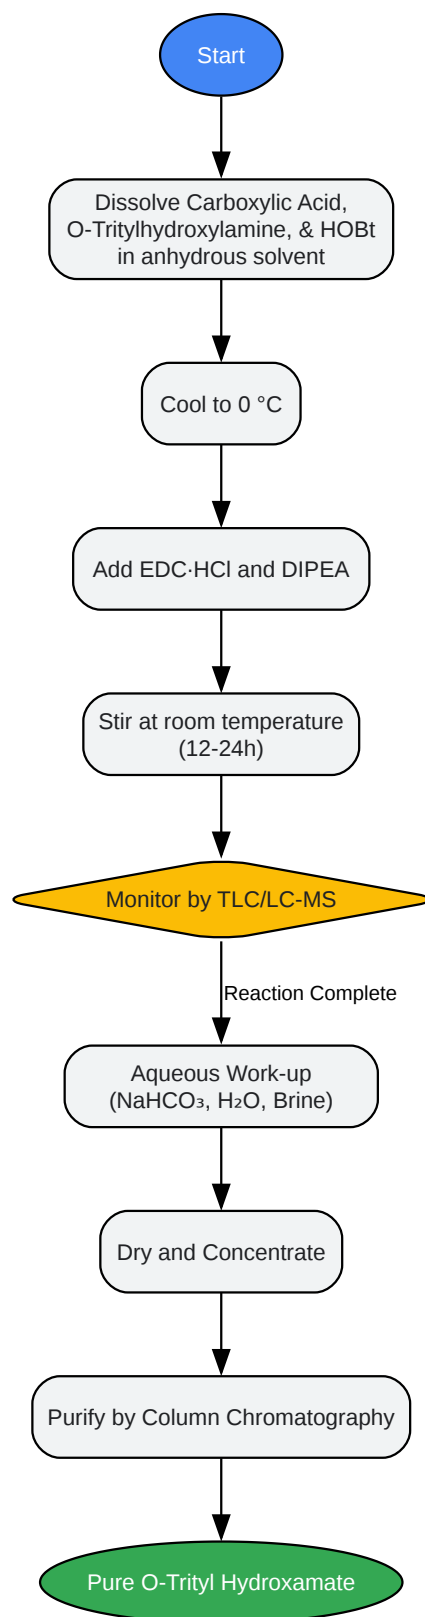 Start
Dissolve Carboxylic Acid,
O-Tritylhydroxylamine, & HOBt
in anhydrous solvent
Cool to 0 °C
Add EDC·HCl and DIPEA
Stir at room temperature
(12-24h)
Monitor by TLC/LC-MS
Reaction Complete
Aqueous Work-up
(NaHCO₃, H₂O, Brine)
Dry and Concentrate
Purify by Column Chromatography
Pure O-Trityl Hydroxamate